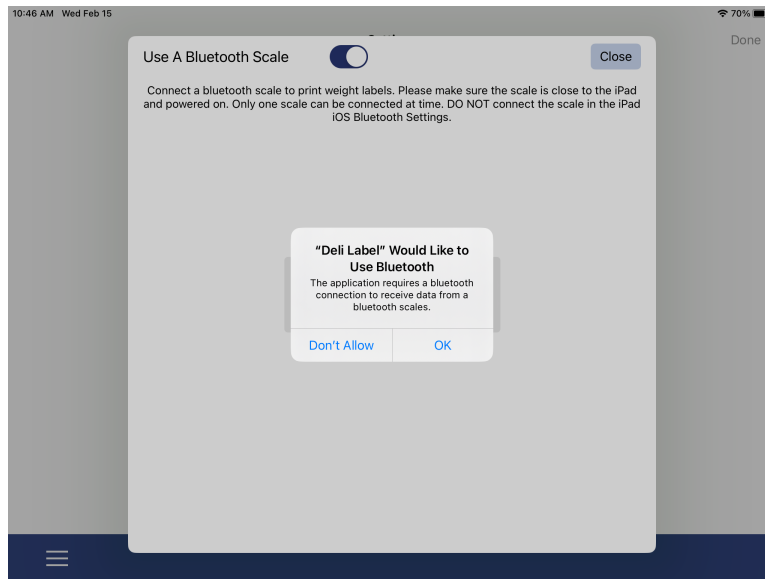 10:46 AM Wed Feb 15
70%
Done
Use A Bluetooth Scale
Close
Connect a bluetooth scale to print weight labels. Please make sure the scale is close to the iPad
and powered on. Only one scale can be connected at time. DO NOT connect the scale in the iPad
iOS Bluetooth Settings.
“Deli Label” Would Like to
Use Bluetooth
The application requires a bluetooth
connection to receive data from a
bluetooth scales.
Don’t Allow
OK